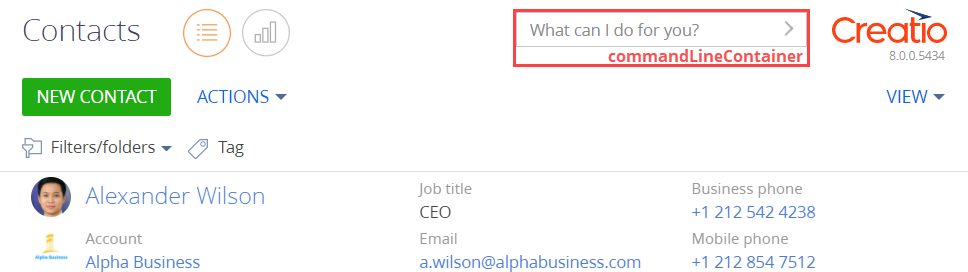 Contacts
What can I do for you?
commandLineContainer
Creatio
8.0.0.5434
NEW CONTACT
ACTIONS
VIEW
Filters/folders
Tag
Alexander Wilson
Job title
Business phone
CEO
+1 212 542 4238
Account
Email
Mobile phone
Alpha Business
Alpha Business
a.wilson@alphabusiness.com
+1 212 854 7512